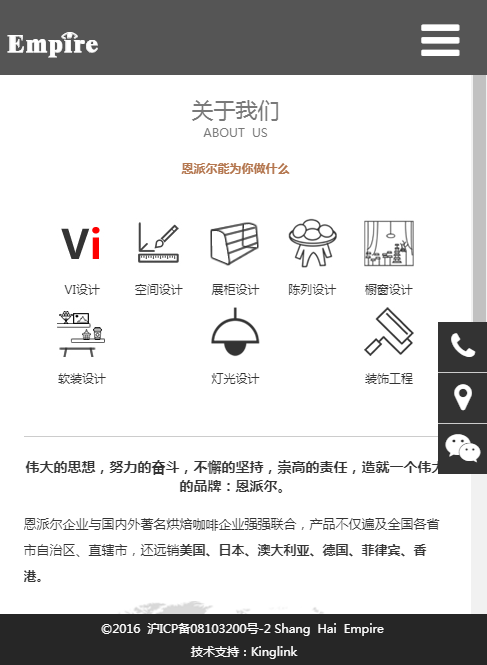 Empire
关于我们
ABOUT US
恩派尔能为你做什么
Vi
VI设计 空间设计 展柜设计 陈列设计 橱窗设计
软装设计 灯光设计 装饰工程
伟大的思想，努力的奋斗，不懈的坚持，崇高的责任，造就一个伟大
的品牌：恩派尔。
恩派尔企业与国内外著名烘焙咖啡企业强强联合，产品不仅遍及全国各省
市自治区、直辖市，还远销美国、日本、澳大利亚、德国、菲律宾、香
港。
©2016 沪ICP备08103200号-2 Shang Hai Empire
技术支持：Kinglink